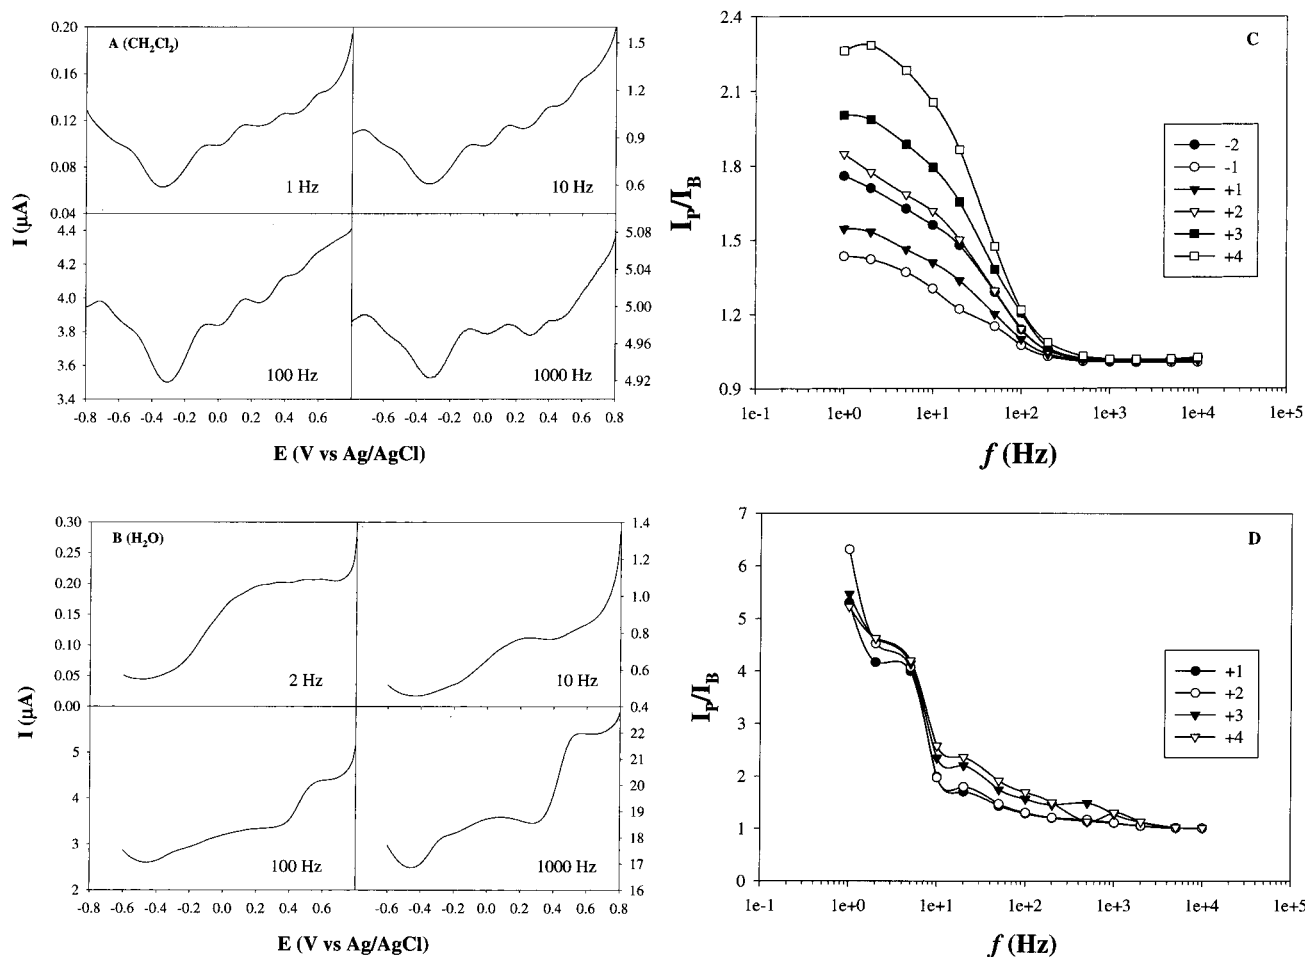 A (CH₂Cl₂)
0.20
0.16
0.12
0.08
0.04
1 Hz
1.5
1.2
0.9
0.6
10 Hz
4.4
4.2
4.0
3.8
3.6
3.4
100 Hz
5.08
5.04
5.00
4.96
4.92
1000 Hz
I (µA)
-0.8 -0.6 -0.4 -0.2 0.0 0.2 0.4 0.6 -0.6 -0.4 -0.2 0.0 0.2 0.4 0.6 0.8
E (V vs Ag/AgCl)
C
2.4
2.1
1.8
1.5
1.2
0.9
I_P/I_B
-2
-1
+1
+2
+3
+4
1e-1 1e+0 1e+1 1e+2 1e+3 1e+4 1e+5
f (Hz)
B (H₂O)
0.30
0.25
0.20
0.15
0.10
0.05
0.00
2 Hz
1.4
1.2
1.0
0.8
0.6
0.4
10 Hz
5
4
3
2
100 Hz
22
21
20
19
18
17
16
1000 Hz
I (µA)
-0.8 -0.6 -0.4 -0.2 0.0 0.2 0.4 0.6 -0.6 -0.4 -0.2 0.0 0.2 0.4 0.6 0.8
E (V vs Ag/AgCl)
D
7
6
5
4
3
2
1
0
I_P/I_B
+1
+2
+3
+4
1e-1 1e+0 1e+1 1e+2 1e+3 1e+4 1e+5
f (Hz)